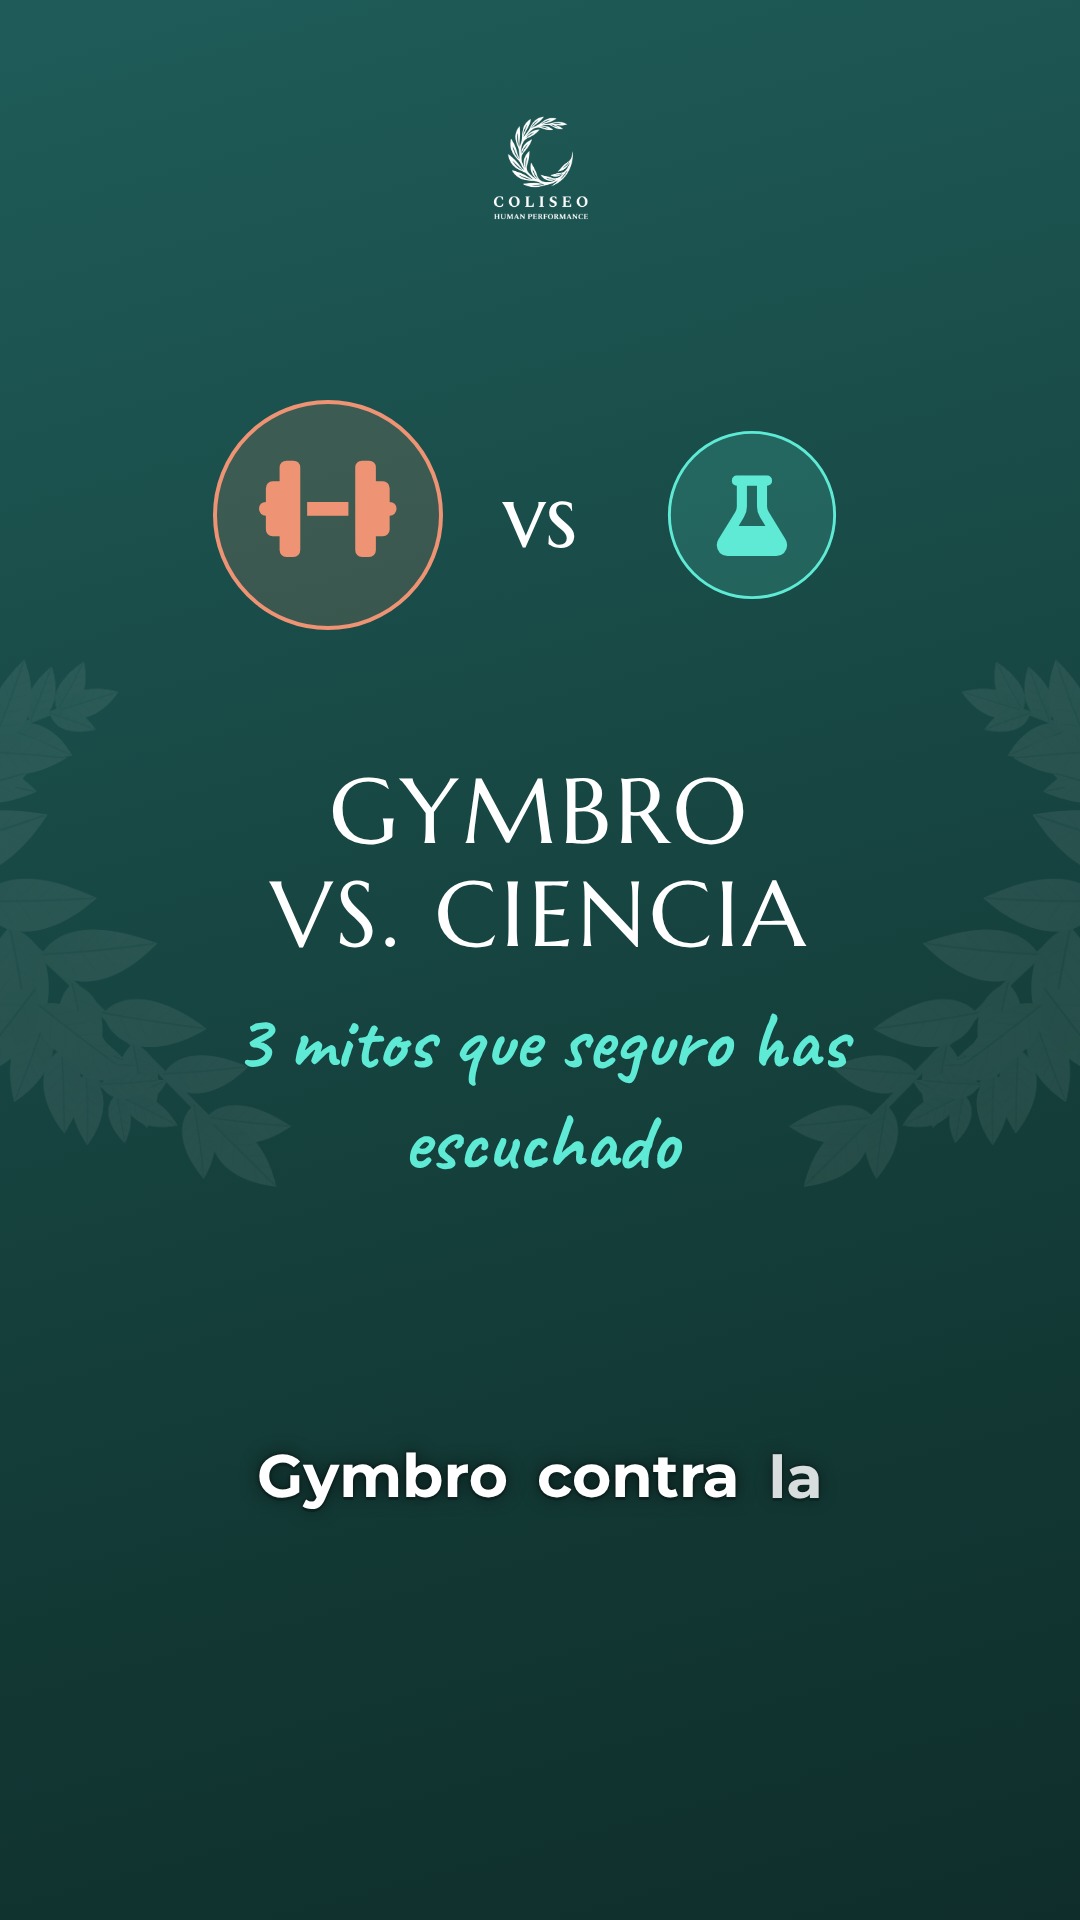 COLISEO
HUMAN PERFORMANCE
VS
GYMBRO
VS. CIENCIA
3 mitos que seguro has
escuchado
Gymbro contra la